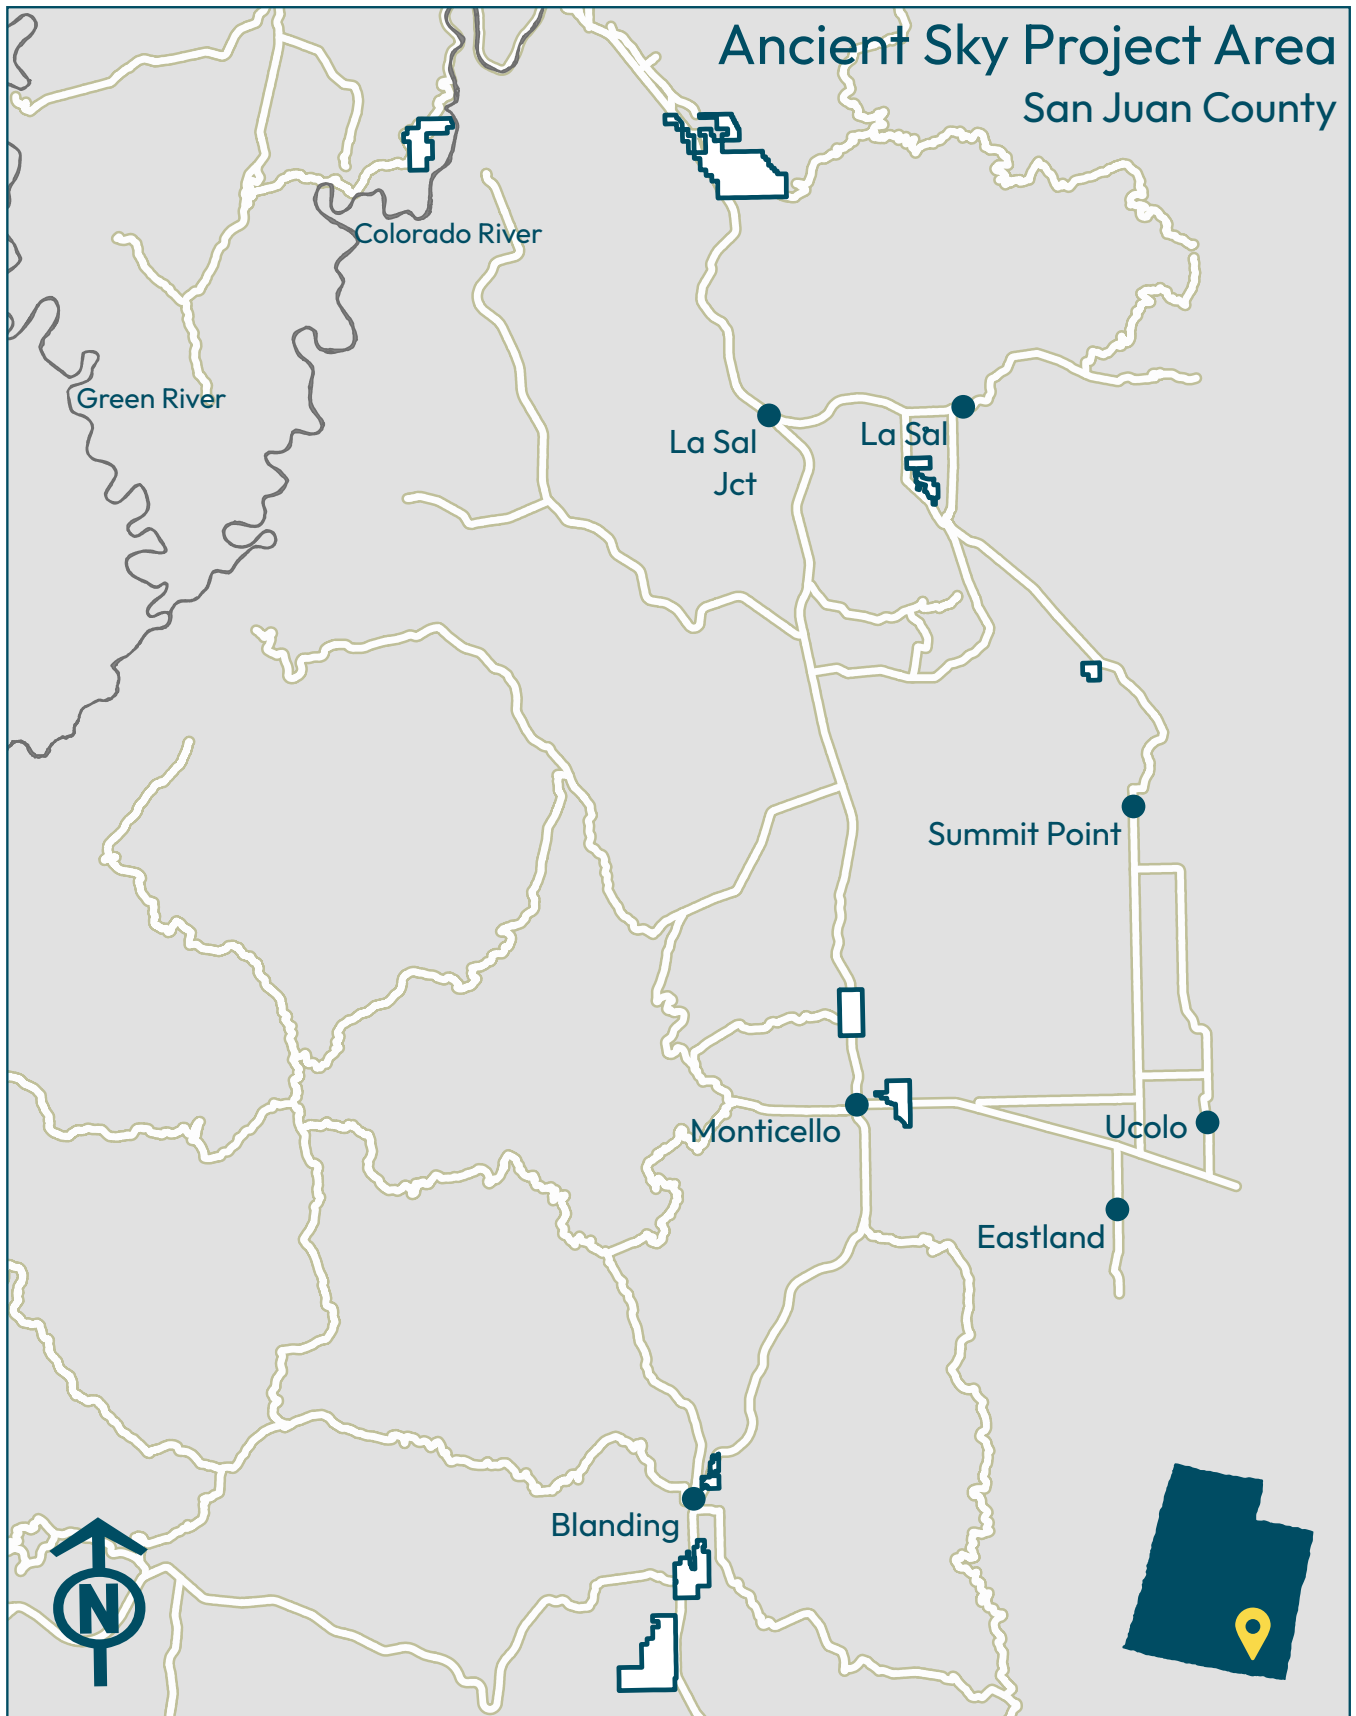 Ancient Sky Project Area
San Juan County
Colorado River
Green River
La Sal
Jct
La Sal
Summit Point
Monticello
Ucolo
Eastland
Blanding
N